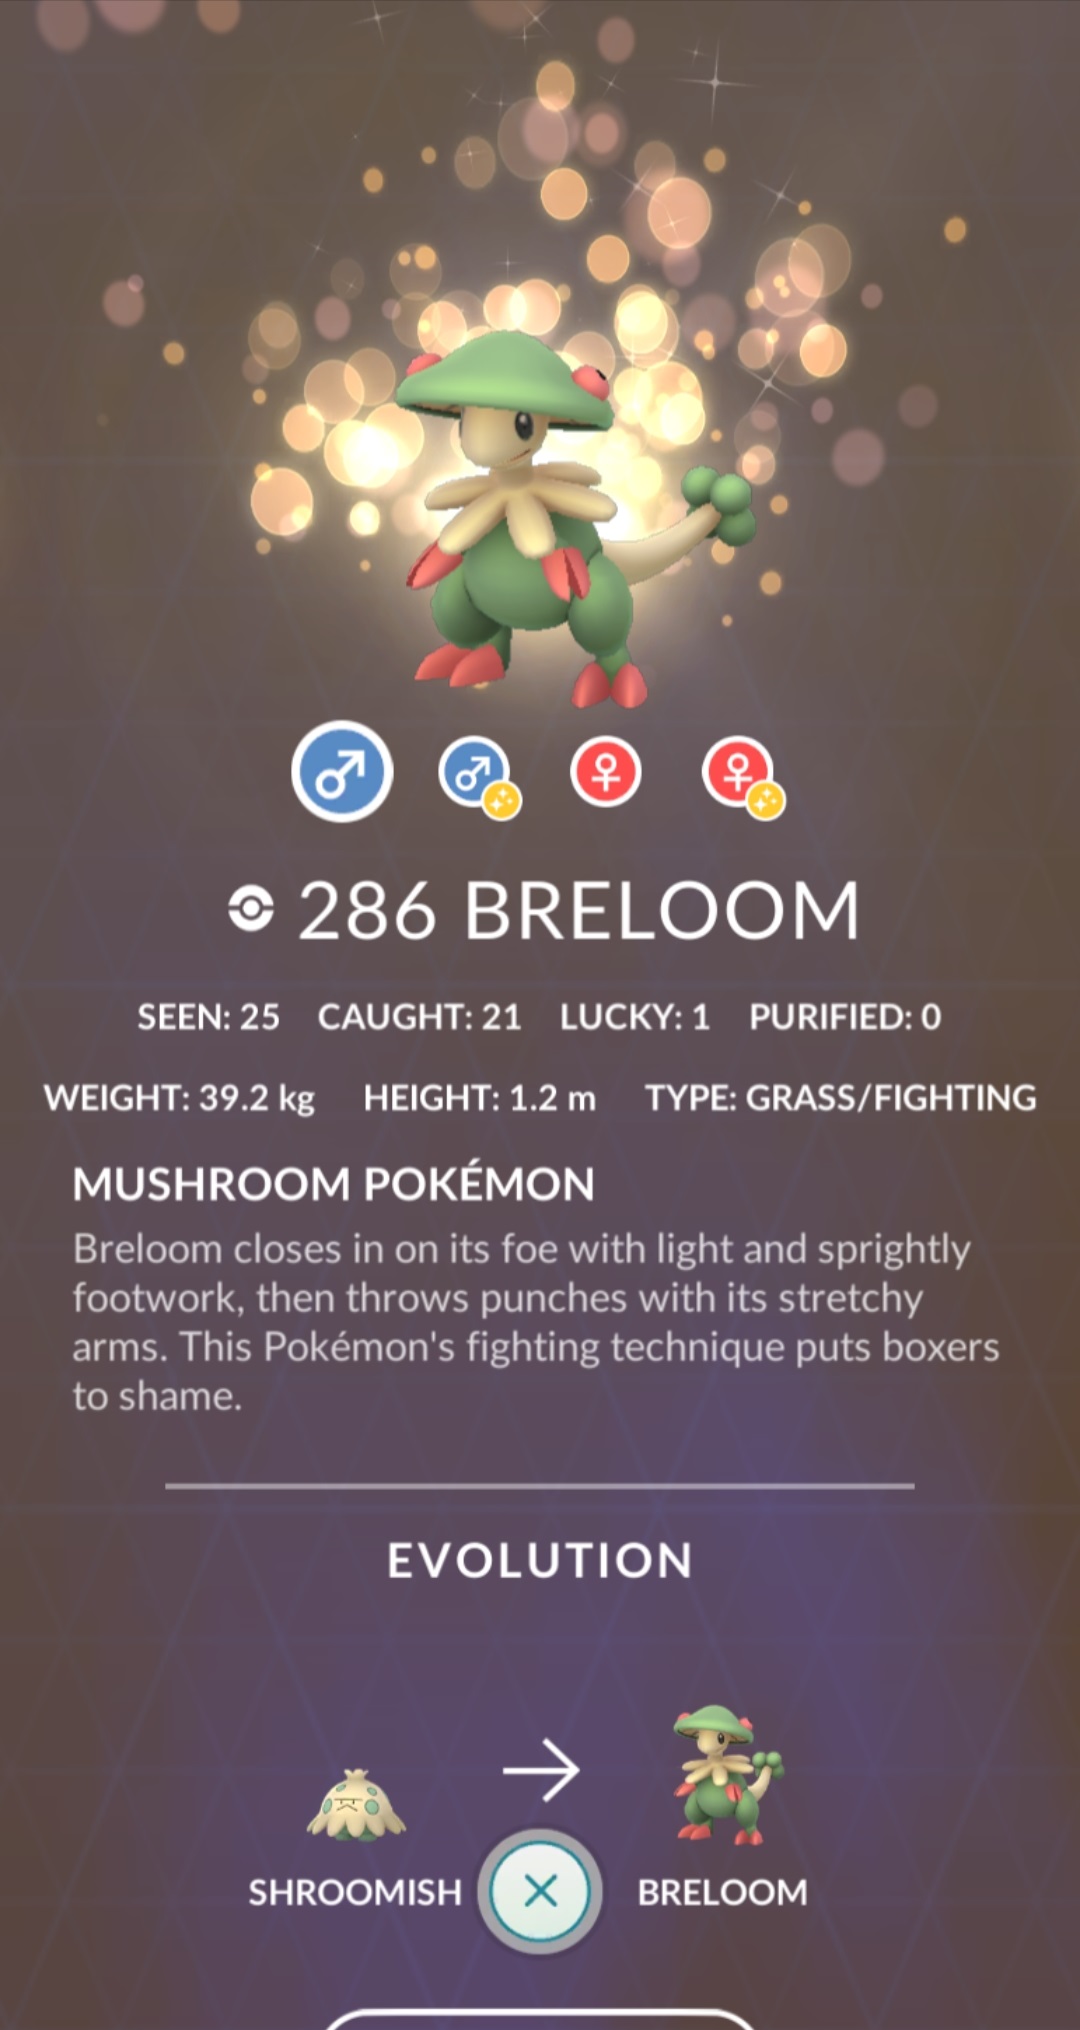 286 BRELOOM
SEEN: 25 CAUGHT: 21 LUCKY: 1 PURIFIED: 0
WEIGHT: 39.2 kg HEIGHT: 1.2 m TYPE: GRASS/FIGHTING
MUSHROOM POKÉMON
Breloom closes in on its foe with light and sprightly
footwork, then throws punches with its stretchy
arms. This Pokémon's fighting technique puts boxers
to shame.
EVOLUTION
SHROOMISH BRELOOM